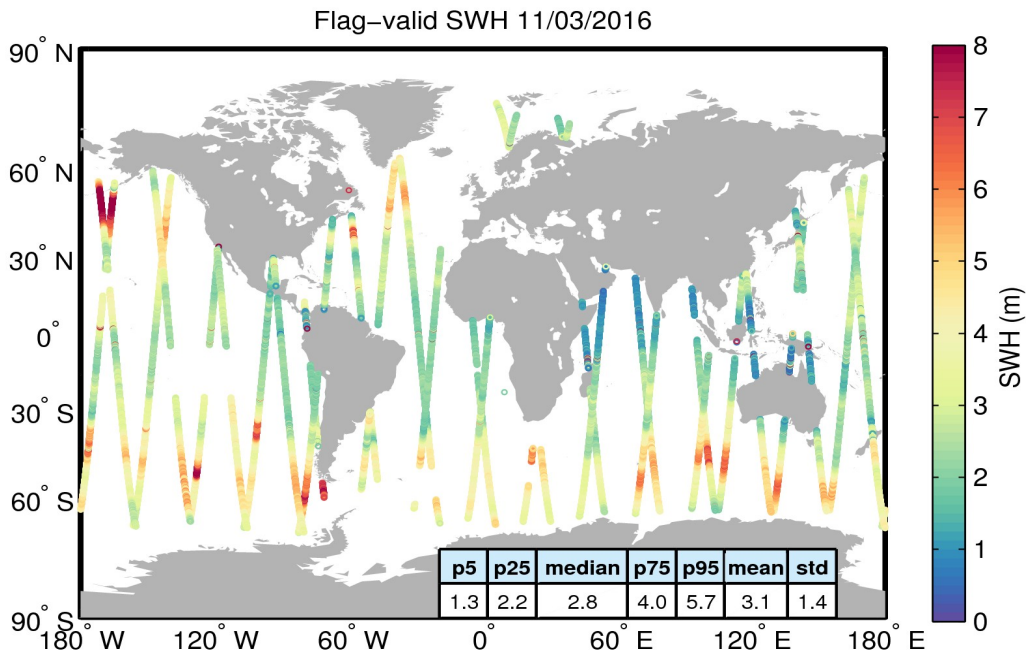 Flag−valid SWH 11/03/2016
90° N
60° N
30° N
0°
30° S
60° S
90° S
180° W
120° W
60° W
0°
60° E
120° E
180° E
p5 p25 median p75 p95 mean std
1.3 2.2 2.8 4.0 5.7 3.1 1.4
8
7
6
5
4
3
2
1
0
SWH (m)